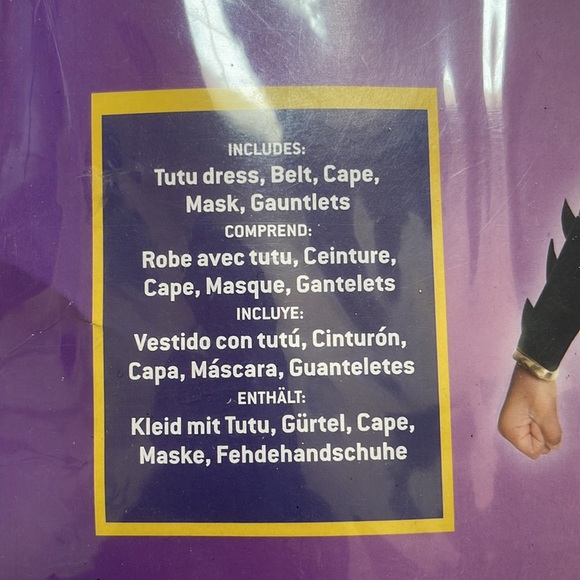 INCLUDES:
Tutu dress, Belt, Cape,
Mask, Gauntlets
COMPREND:
Robe avec tutu, Ceinture,
Cape, Masque, Gantelets
INCLUYE:
Vestido con tutú, Cinturón,
Capa, Máscara, Guanteletes
ENTHÄLT:
Kleid mit Tutu, Gürtel, Cape,
Maske, Fehdehandschuhe